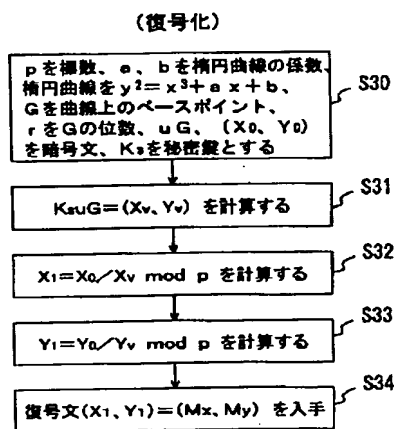 (復号化)
pを標数、a、bを楕円曲線の係数、
楕円曲線をy²=x³+ax+b、
Gを曲線上のベースポイント、
rをGの位数、uG、(X₀、Y₀)
を暗号文、Ksを秘密鍵とする
S30
KsuG=(Xv、Yv) を計算する
S31
X₁=X₀/Xv mod p を計算する
S32
Y₁=Y₀/Yv mod p を計算する
S33
復号文(X₁、Y₁)=(Mx、My) を入手
S34